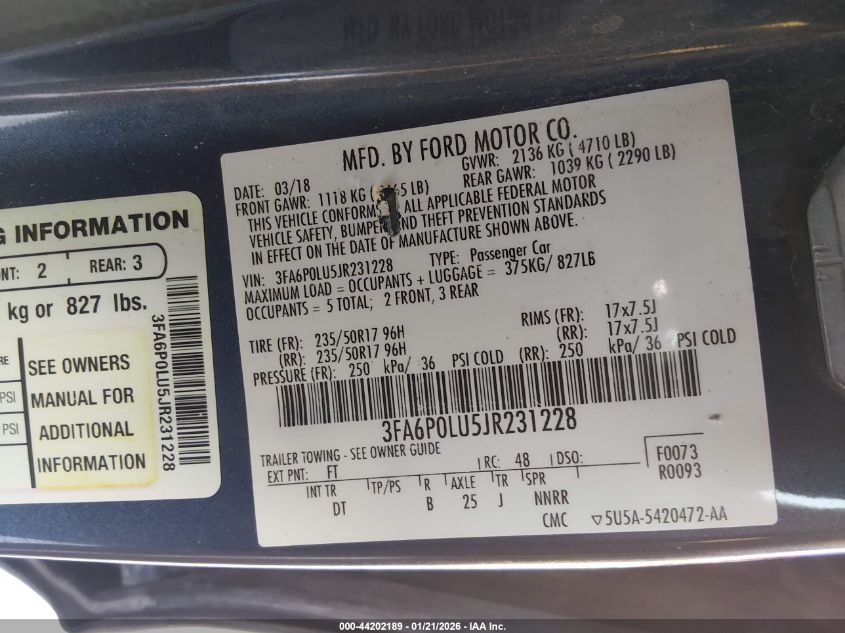 MFD. BY FORD MOTOR CO.
DATE: 03/18
GVWR: 2136 KG ( 4710 LB)
FRONT GAWR: 1118 KG ( 65 LB)
REAR GAWR: 1039 KG ( 2290 LB)
THIS VEHICLE CONFORMS ALL APPLICABLE FEDERAL MOTOR
VEHICLE SAFETY, BUMPER AND THEFT PREVENTION STANDARDS
IN EFFECT ON THE DATE OF MANUFACTURE SHOWN ABOVE.
VIN: 3FA6P0LU5JR231228
TYPE: Passenger Car
MAXIMUM LOAD = OCCUPANTS + LUGGAGE = 375KG/ 827LB
OCCUPANTS = 5 TOTAL; 2 FRONT, 3 REAR
TIRE (FR): 235/50R17 96H
RIMS (FR): 17x7.5J
(RR): 235/50R17 96H
(RR): 17x7.5J
PRESSURE (FR): 250 kPa/ 36 PSI COLD
(RR): 250 kPa/ 36 PSI COLD
3FA6P0LU5JR231228
TRAILER TOWING - SEE OWNER GUIDE
EXT PNT: FT
RC: 48
DSO:
F0073
R0093
INT TR
TP/PS
R
AXLE
TR
SPR
DT
B
25
J
NNRR
CMC
5U5A-5420472-AA
G INFORMATION
NT: 2
REAR: 3
kg or 827 lbs.
RE
SEE OWNERS
PSI
MANUAL FOR
PSI
ADDITIONAL
INFORMATION
3FA6P0LU5JR231228
000-44202189 - 01/21/2026 - IAA Inc.